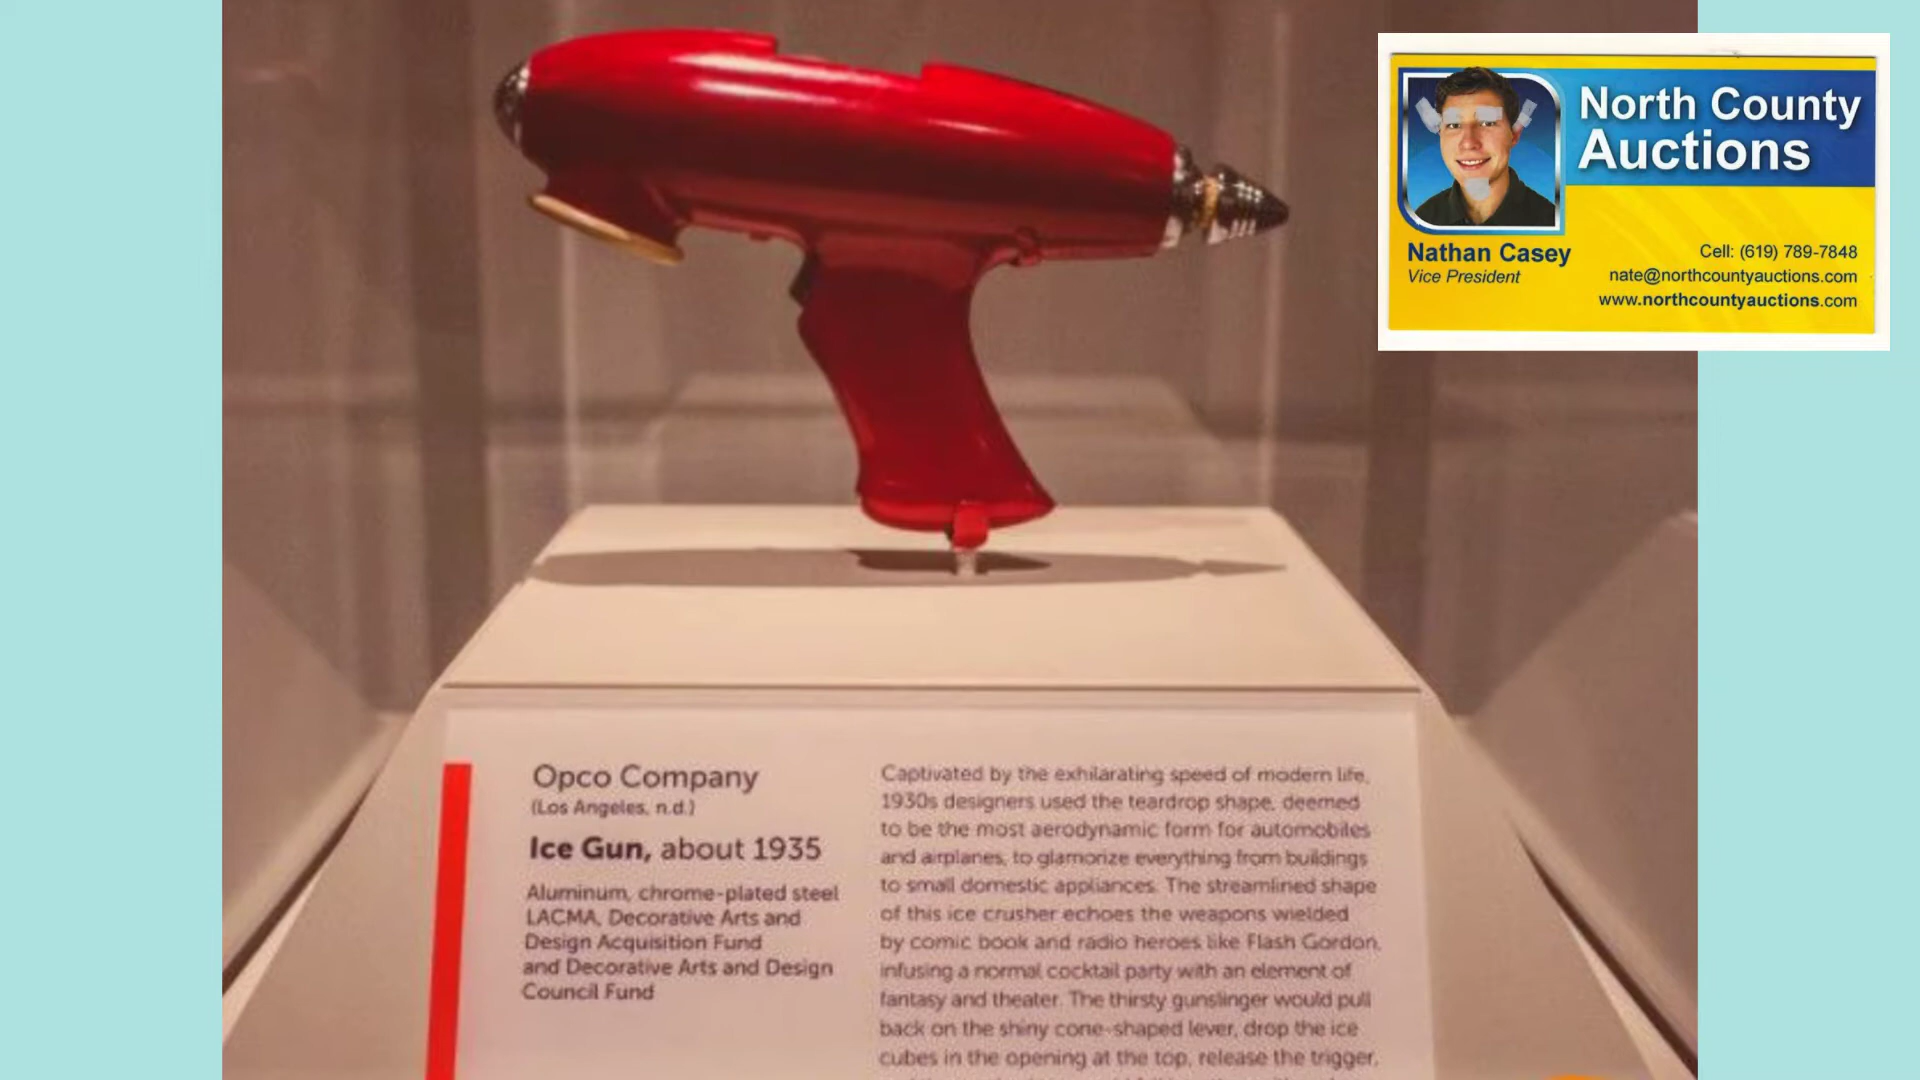 North County
Auctions
Nathan Casey
Vice President
Cell: (619) 789-7848
nate@northcountyauctions.com
www.northcountyauctions.com
Opco Company
(Los Angeles, n.d.)
Ice Gun, about 1935
Aluminum, chrome-plated steel
LACMA, Decorative Arts and
Design Acquisition Fund
and Decorative Arts and Design
Council Fund
Captivated by the exhilarating speed of modern life,
1930s designers used the teardrop shape, deemed
to be the most aerodynamic form for automobiles
and airplanes, to glamorize everything from buildings
to small domestic appliances. The streamlined shape
of this ice crusher echoes the weapons wielded
by comic book and radio heroes like Flash Gordon,
infusing a normal cocktail party with an element of
fantasy and theater. The thirsty gunslinger would pull
back on the shiny cone-shaped lever, drop the ice
cubes in the opening at the top, release the trigger,